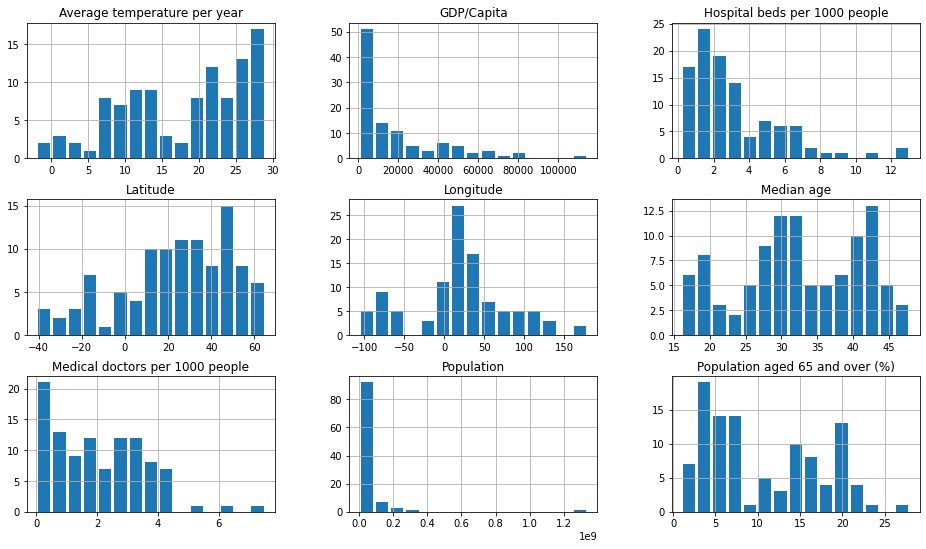 Average temperature per year
15
10
5
0
0 5 10 15 20 25 30
GDP/Capita
50
40
30
20
10
0
0 20000 40000 60000 80000 100000
Hospital beds per 1000 people
25
20
15
10
5
0
0 2 4 6 8 10 12
Latitude
15
10
5
0
−40 −20 0 20 40 60
Longitude
25
20
15
10
5
0
−100 −50 0 50 100 150
Median age
12.5
10.0
7.5
5.0
2.5
0.0
15 20 25 30 35 40 45
Medical doctors per 1000 people
20
15
10
5
0
0 2 4 6
Population
80
60
40
20
0
0.0 0.2 0.4 0.6 0.8 1.0 1.2
1e9
Population aged 65 and over (%)
15
10
5
0
0 5 10 15 20 25